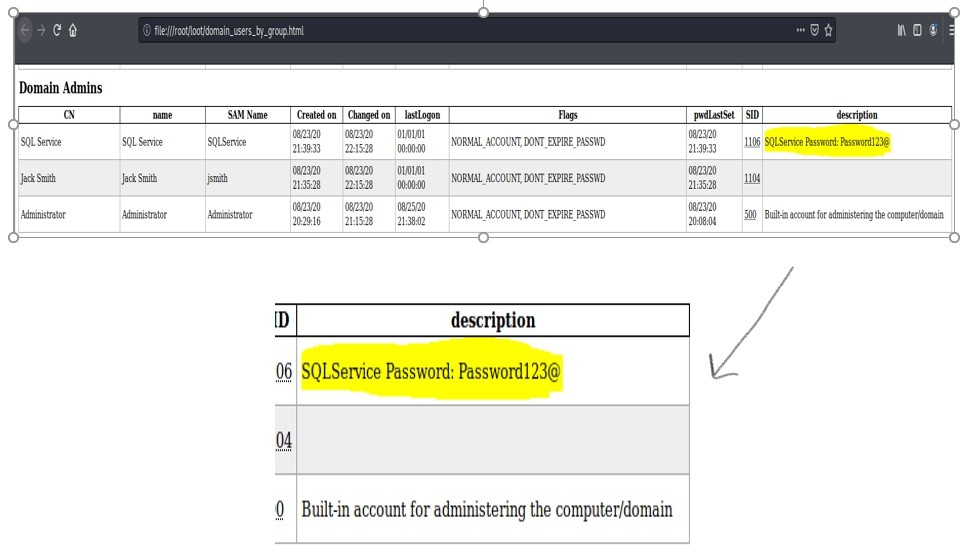 file:///root/loot/domain_users_by_group.html
Domain Admins
CN name SAM Name Created on Changed on lastLogon Flags pwdLastSet SID description
SQL Service SQL Service SQLService 08/23/20 21:39:33 08/23/20 22:15:28 01/01/01 00:00:00 NORMAL_ACCOUNT, DONT_EXPIRE_PASSWD 08/23/20 21:39:33 1106 SQLService Password: Password123@
Jack Smith Jack Smith jsmith 08/23/20 21:35:28 08/23/20 22:15:28 01/01/01 00:00:00 NORMAL_ACCOUNT, DONT_EXPIRE_PASSWD 08/23/20 21:35:28 1104
Administrator Administrator Administrator 08/23/20 20:29:16 08/23/20 21:15:28 08/25/20 21:38:02 NORMAL_ACCOUNT, DONT_EXPIRE_PASSWD 08/23/20 20:08:04 500 Built-in account for administering the computer/domain
ID description
06 SQLService Password: Password123@
04
0 Built-in account for administering the computer/domain